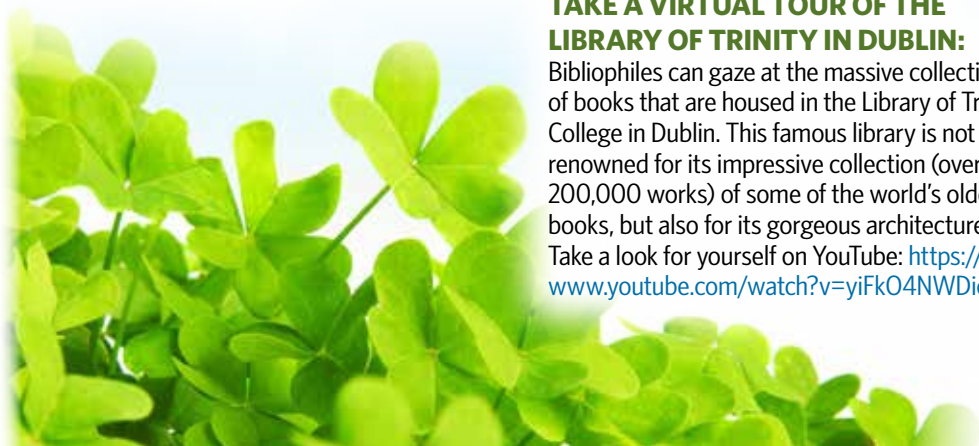 TAKE A VIRTUAL TOUR OF THE
LIBRARY OF TRINITY IN DUBLIN:
Bibliophiles can gaze at the massive
of books that are housed in the Library of
College in Dublin. This famous library is not
renowned for its impressive collection (over
200,000 works) of some of the world's
books, but also for its gorgeous architecture
Take a look for yourself on YouTube: https://